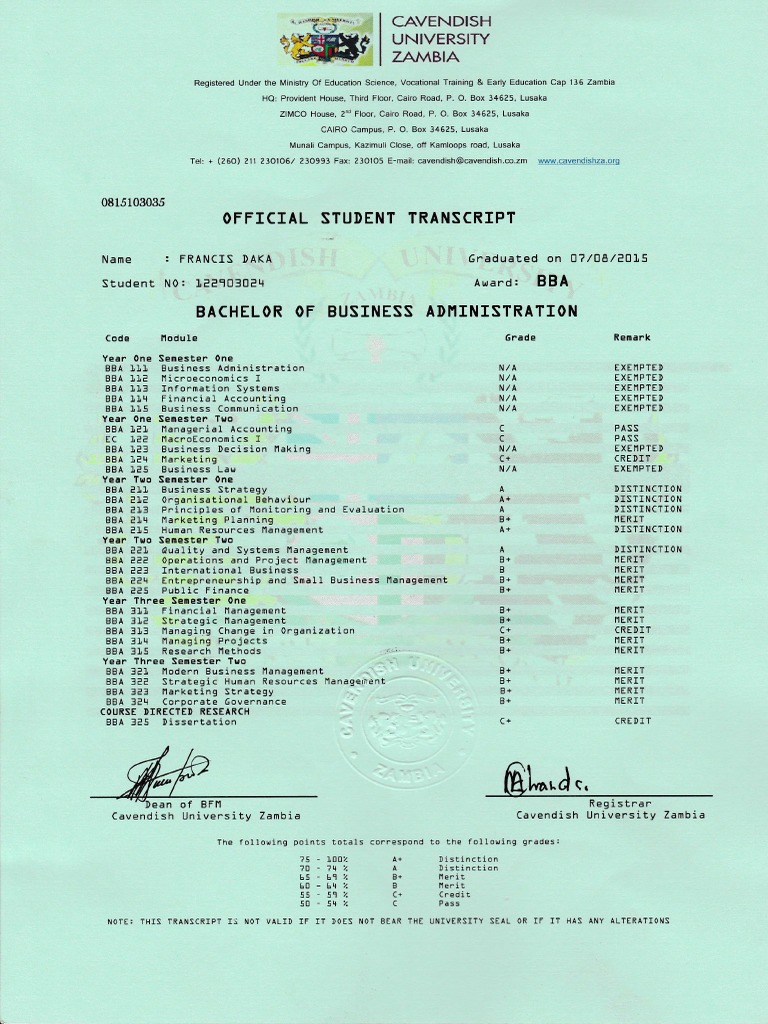 CAVENDISH
UNIVERSITY
ZAMBIA
Registered Under the Ministry Of Education Science, Vocational Training & Early Education Cap 136 Zambia
HQ: Provident House, Third Floor, Cairo Road, P. O. Box 34625, Lusaka
ZIMCO House, 2nd Floor, Cairo Road, P. O. Box 34625, Lusaka
CAIRO Campus, P. O. Box 34625, Lusaka
Munali Campus, Kazimuli Close, off Kamloops road, Lusaka
Tel: + (260) 211 230106/ 230993 Fax: 230105 E-mail: cavendish@cavendish.co.zm www.cavendishza.org
0815103035
OFFICIAL STUDENT TRANSCRIPT
Name : FRANCIS DAKA Graduated on 07/08/2015
Student NO: 122903024 Award: BBA
CAVENDISH UNIVERSITY
ZAMBIA
BACHELOR OF BUSINESS ADMINISTRATION
Code Module Grade Remark
Year One Semester One
BBA 111 Business Administration N/A EXEMPTED
BBA 112 Microeconomics I N/A EXEMPTED
BBA 113 Information Systems N/A EXEMPTED
BBA 114 Financial Accounting N/A EXEMPTED
BBA 115 Business Communication N/A EXEMPTED
Year One Semester Two
BBA 121 Managerial Accounting C PASS
EC 122 MacroEconomics I C PASS
BBA 123 Business Decision Making N/A EXEMPTED
BBA 124 Marketing C+ CREDIT
BBA 125 Business Law N/A EXEMPTED
Year Two Semester One
BBA 211 Business Strategy A DISTINCTION
BBA 212 Organisational Behaviour A+ DISTINCTION
BBA 213 Principles of Monitoring and Evaluation A DISTINCTION
BBA 214 Marketing Planning B+ MERIT
BBA 215 Human Resources Management A+ DISTINCTION
Year Two Semester Two
BBA 221 Quality and Systems Management A DISTINCTION
BBA 222 Operations and Project Management B+ MERIT
BBA 223 International Business B MERIT
BBA 224 Entrepreneurship and Small Business Management B+ MERIT
BBA 225 Public Finance B+ MERIT
Year Three Semester One
BBA 311 Financial Management B+ MERIT
BBA 312 Strategic Management B+ MERIT
BBA 313 Managing Change in Organization C+ CREDIT
BBA 314 Managing Projects B+ MERIT
BBA 315 Research Methods B+ MERIT
Year Three Semester Two
BBA 321 Modern Business Management B+ MERIT
BBA 322 Strategic Human Resources Management B+ MERIT
BBA 323 Marketing Strategy B+ MERIT
BBA 324 Corporate Governance B+ MERIT
COURSE DIRECTED RESEARCH
BBA 325 Dissertation C+ CREDIT
CAVENDISH UNIVERSITY
ZAMBIA
Dean of BFM Registrar
Cavendish University Zambia Cavendish University Zambia
The following points totals correspond to the following grades:
75 - 100% A+ Distinction
70 - 74 % A Distinction
65 - 69 % B+ Merit
60 - 64 % B Merit
55 - 59 % C+ Credit
50 - 54 % C Pass
NOTE: THIS TRANSCRIPT IS NOT VALID IF IT DOES NOT BEAR THE UNIVERSITY SEAL OR IF IT HAS ANY ALTERATIONS